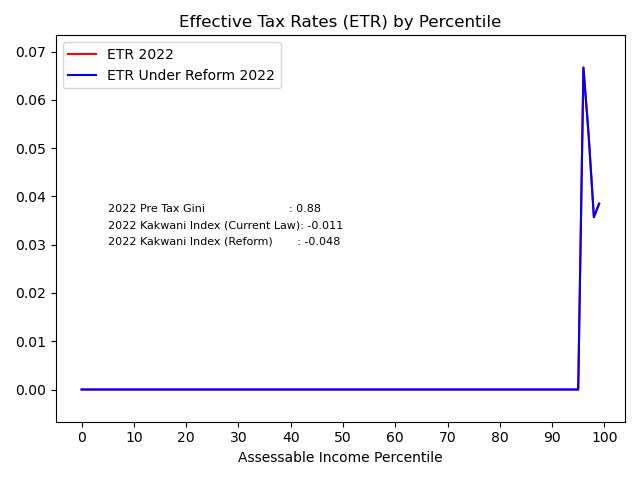 Effective Tax Rates (ETR) by Percentile
ETR 2022
ETR Under Reform 2022
0.07
0.06
0.05
0.04
0.03
0.02
0.01
0.00
2022 Pre Tax Gini : 0.88
2022 Kakwani Index (Current Law): -0.011
2022 Kakwani Index (Reform) : -0.048
0 10 20 30 40 50 60 70 80 90 100
Assessable Income Percentile